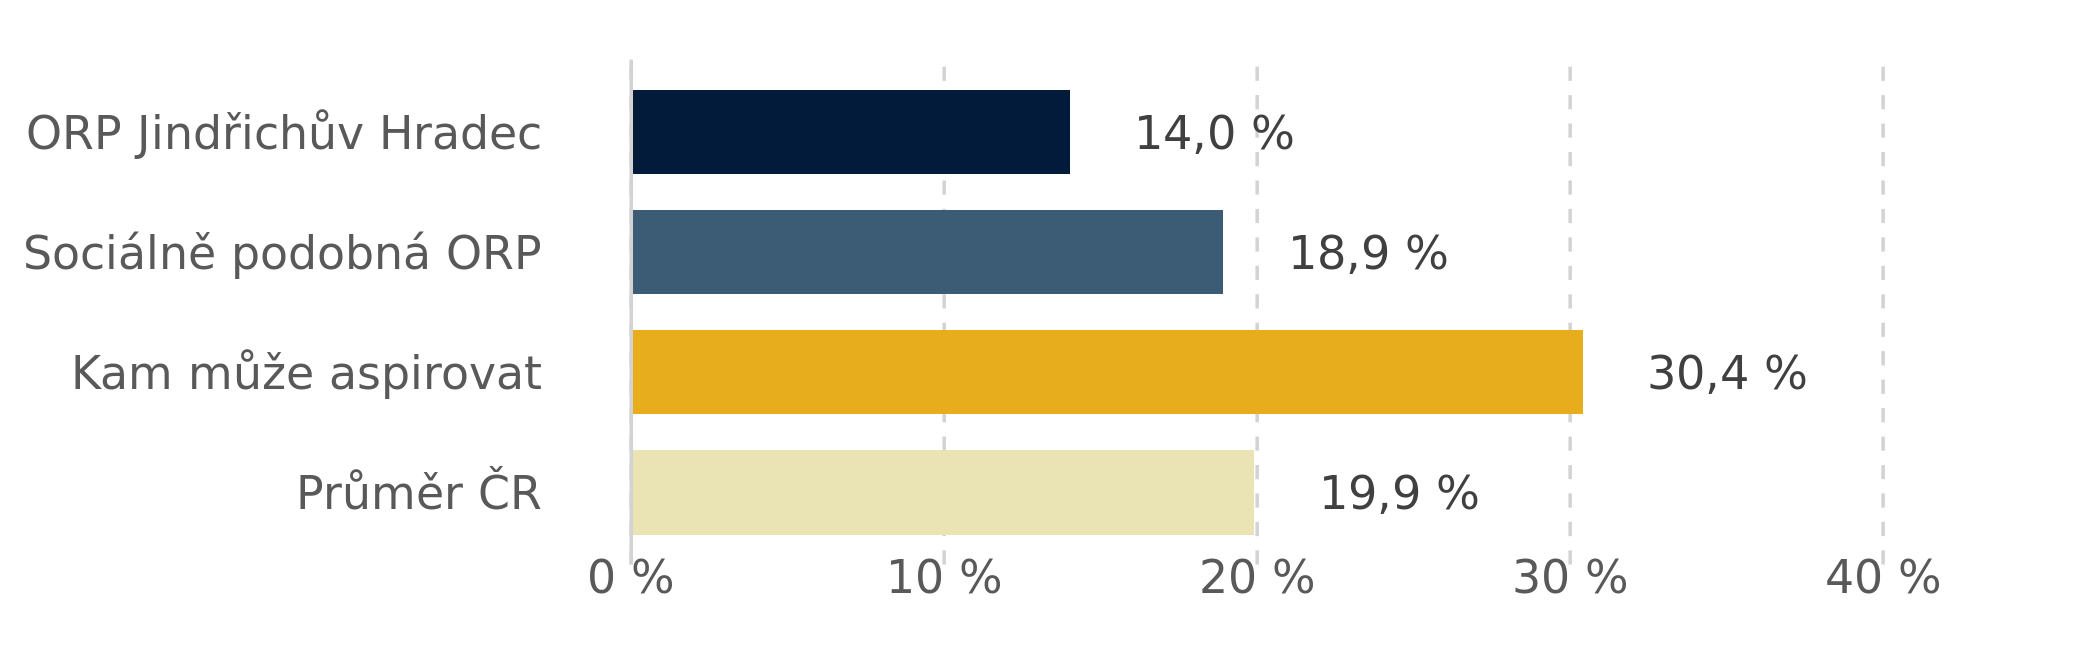 ORP Jindřichův Hradec
14,0 %
Sociálně podobná ORP
18,9 %
Kam může aspirovat
30,4 %
Průměr ČR
19,9 %
0 %
10 %
20 %
30 %
40 %